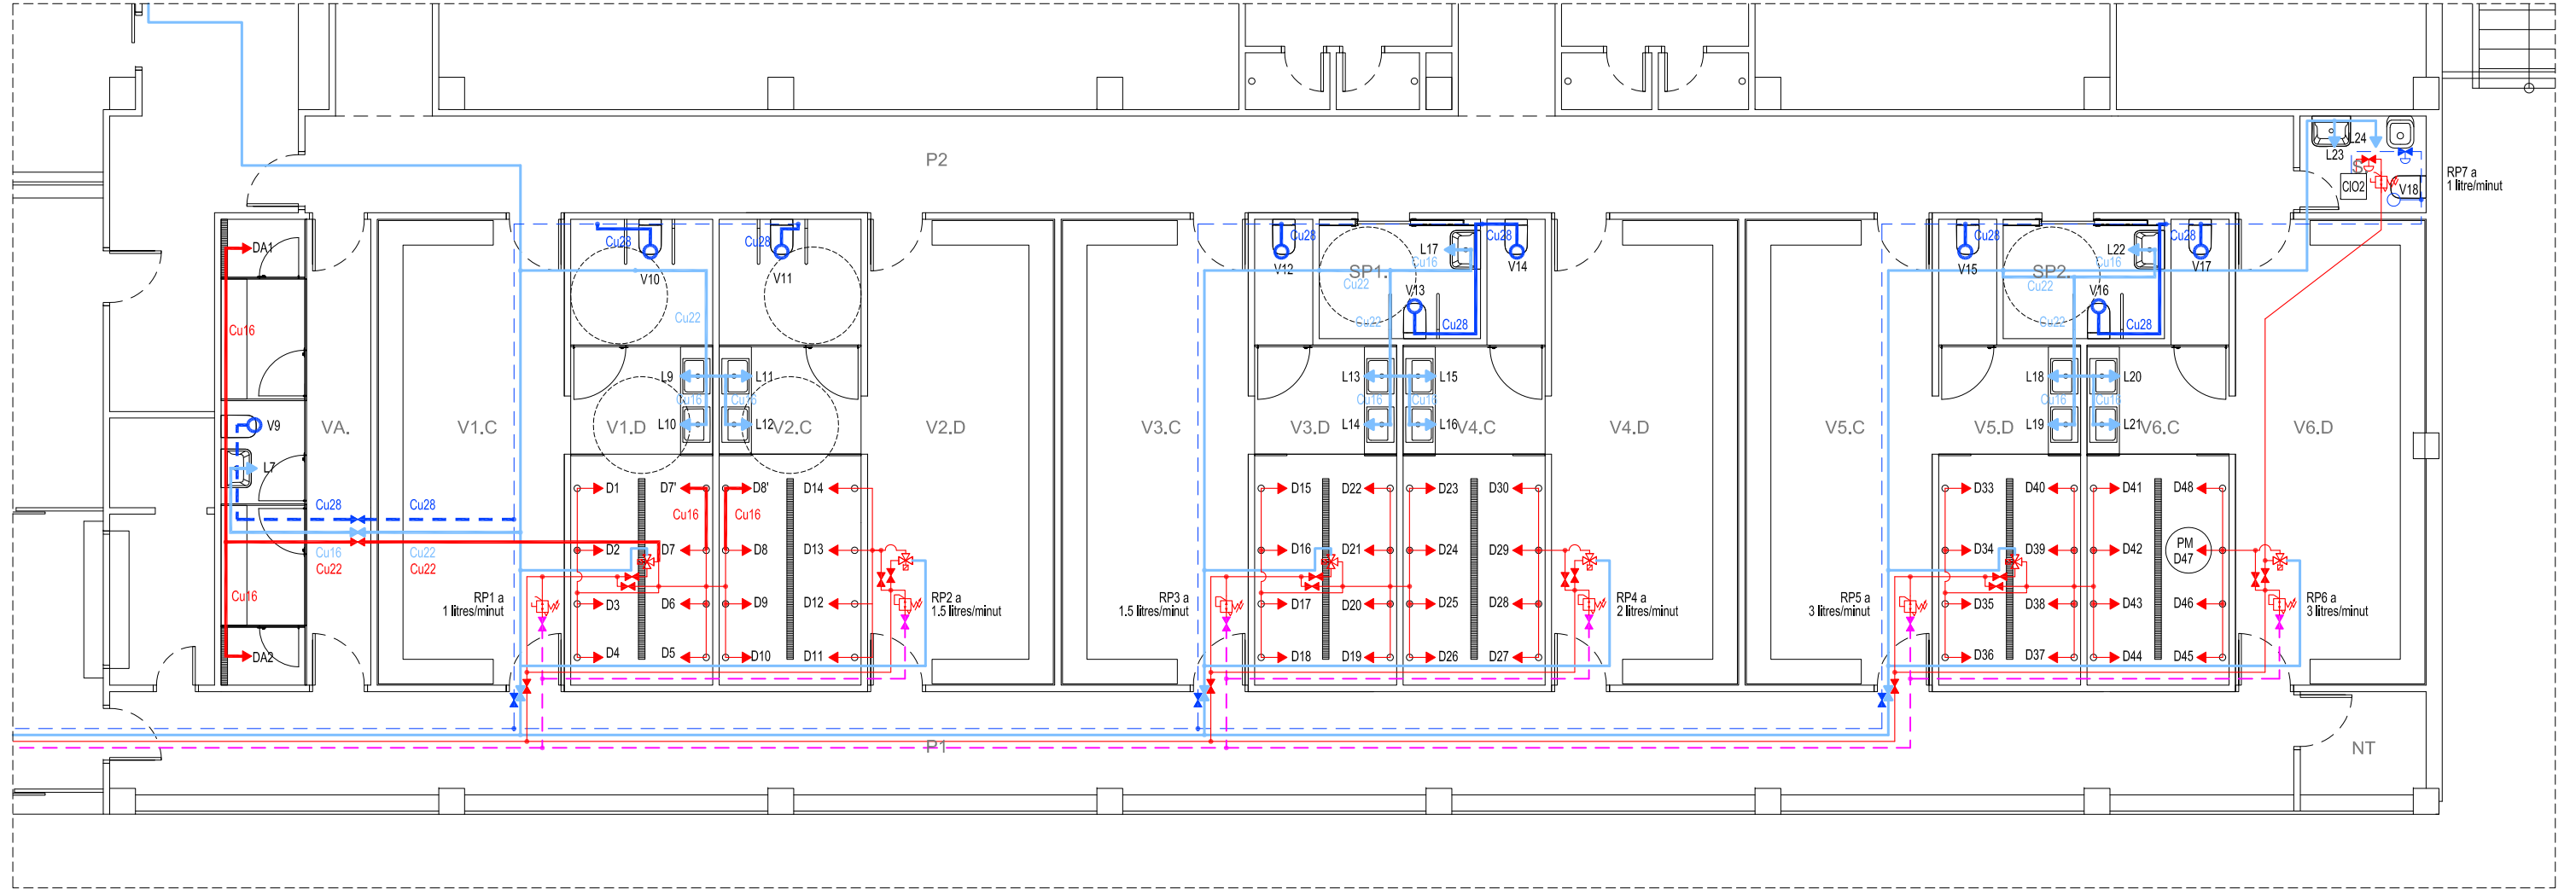 P2
L23
L24
S
ClO2
V18
RP7 a
1 litre/minut
DA1
Cu16
V9
L7
VA.
Cu28
Cu28
Cu16
Cu22
Cu22
Cu22
Cu16
DA2
V1.C
Cu28
V10
Cu28
V11
Cu22
L9
L11
Cu16
Cu16
L10
L12
V1.D
V2.C
V2.D
D1
D7'
D8'
D14
Cu16
Cu16
D2
D7
D8
D13
D3
D6
D9
D12
D4
D5
D10
D11
RP1 a
1 litres/minut
RP2 a
1.5 litres/minut
V3.C
Cu28
V12
SP1.
Cu22
L17
Cu16
Cu28
V14
V13
Cu22
Cu28
L13
L15
Cu16
Cu16
L14
L16
V3.D
V4.C
V4.D
D15
D22
D23
D30
D16
D21
D24
D29
D17
D20
D25
D28
D18
D19
D26
D27
RP3 a
1.5 litres/minut
RP4 a
2 litres/minut
V5.C
Cu28
V15
SP2.
Cu22
L22
Cu16
Cu28
V17
V16
Cu22
Cu28
L18
L20
Cu16
Cu16
L19
L21
V5.D
V6.C
V6.D
D33
D40
D41
D48
D34
D39
D42
PM
D47
D35
D38
D43
D46
D36
D37
D44
D45
RP5 a
3 litres/minut
RP6 a
3 litres/minut
P1
NT